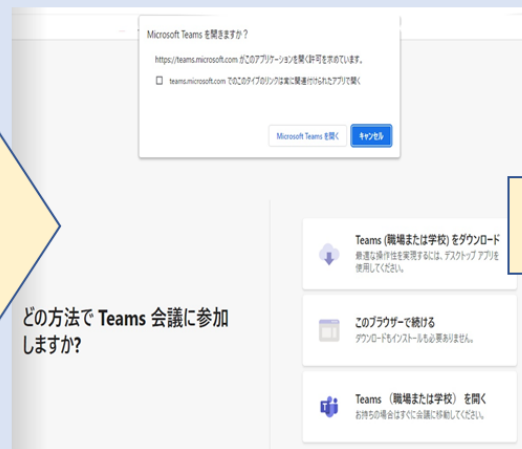 Microsoft Teams を開きますか？
https://teams.microsoft.com がこのアプリケーションを開く許可を求めています。
teams.microsoft.com でのこのタイプのリンクは常に関連付けられたアプリで開く
Microsoft Teams を開く
キャンセル
どの方法で Teams 会議に参加
しますか?
Teams (職場または学校) をダウンロード
最適な操作性を実現するには、デスクトップ アプリを
使用してください。
このブラウザーで続ける
ダウンロードもインストールも必要ありません。
Teams （職場または学校） を開く
お持ちの場合はすぐに会議に移動してください。